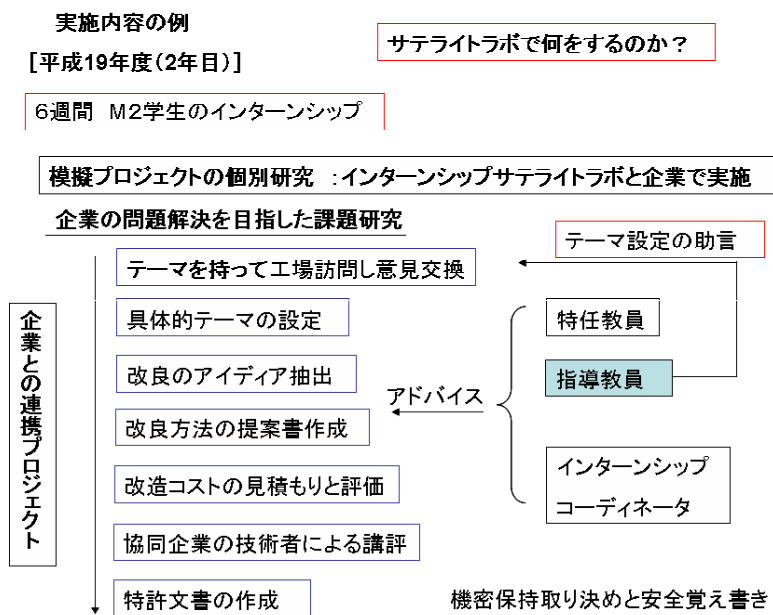 実施内容の例
[平成19年度(2年目)]
サテライトラボで何をするのか?
6週間 M2学生のインターンシップ
模擬プロジェクトの個別研究 :インターンシップサテライトラボと企業で実施
企業の問題解決を目指した課題研究
テーマ設定の助言
テーマを持って工場訪問し意見交換
企業との連携プロジェクト
具体的テーマの設定
改良のアイディア抽出
改良方法の提案書作成
改造コストの見積もりと評価
協同企業の技術者による講評
特許文書の作成
アドバイス
特任教員
指導教員
インターンシップ
コーディネータ
機密保持取り決めと安全覚え書き